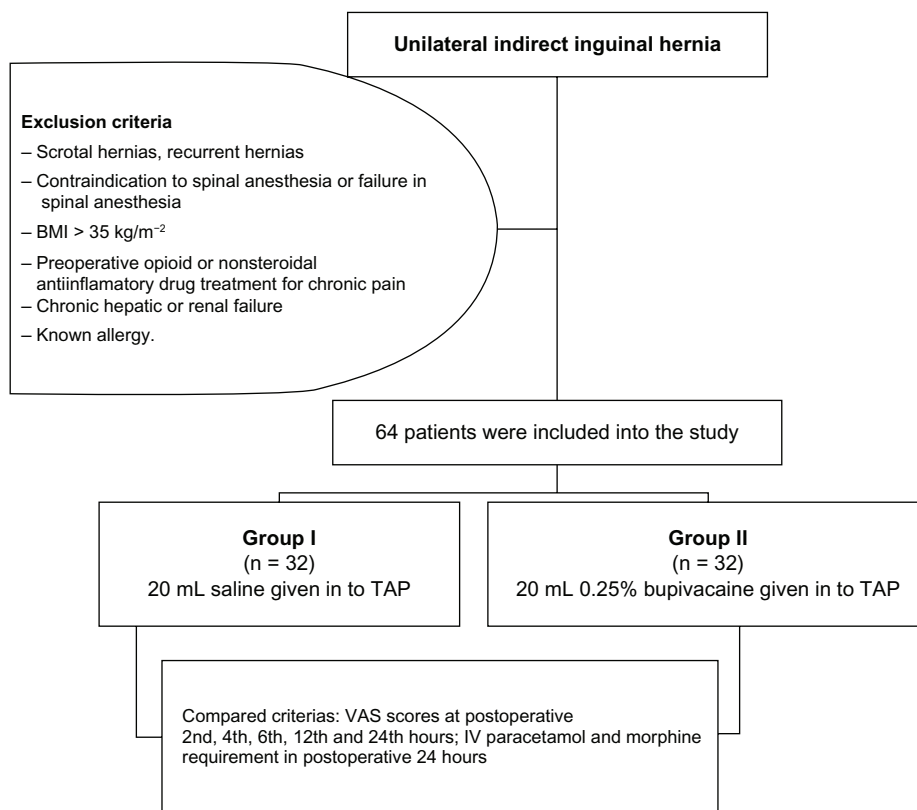 Unilateral indirect inguinal hernia
Exclusion criteria
– Scrotal hernias, recurrent hernias
– Contraindication to spinal anesthesia or failure in
spinal anesthesia
– BMI > 35 kg/m⁻²
– Preoperative opioid or nonsteroidal
antiinflamatory drug treatment for chronic pain
– Chronic hepatic or renal failure
– Known allergy.
64 patients were included into the study
Group I
(n = 32)
20 mL saline given in to TAP
Group II
(n = 32)
20 mL 0.25% bupivacaine given in to TAP
Compared criterias: VAS scores at postoperative
2nd, 4th, 6th, 12th and 24th hours; IV paracetamol and morphine
requirement in postoperative 24 hours